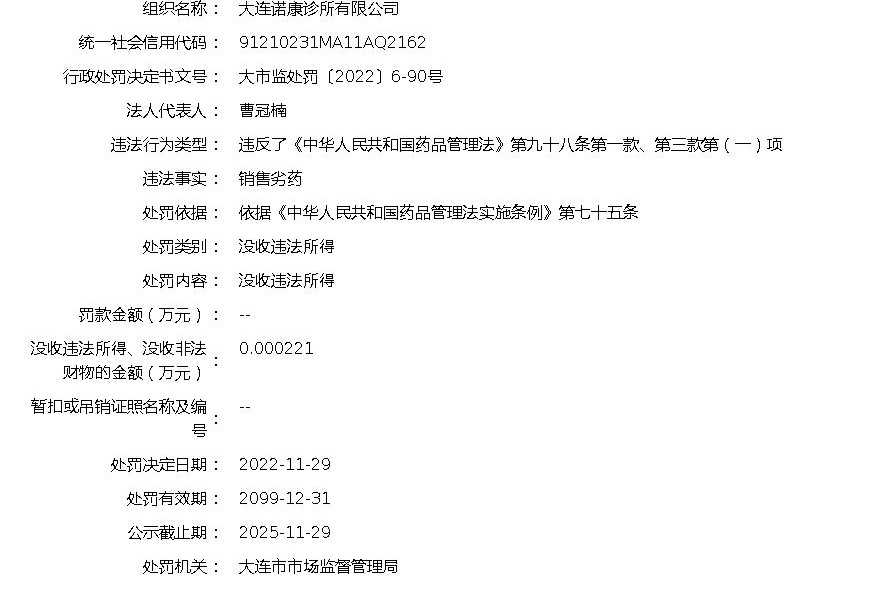 组织名称： 大连诺康诊所有限公司
统一社会信用代码： 91210231MA11AQ2162
行政处罚决定书文号： 大市监处罚〔2022〕6-90号
法人代表人： 曹冠楠
违法行为类型： 违反了《中华人民共和国药品管理法》第九十八条第一款、第三款第（一）项
违法事实： 销售劣药
处罚依据： 依据《中华人民共和国药品管理法实施条例》第七十五条
处罚类别： 没收违法所得
处罚内容： 没收违法所得
罚款金额（万元）： --
没收违法所得、没收非法
财物的金额（万元）： 0.000221
暂扣或吊销证照名称及编
号： --
处罚决定日期： 2022-11-29
处罚有效期： 2099-12-31
公示截止期： 2025-11-29
处罚机关： 大连市市场监督管理局